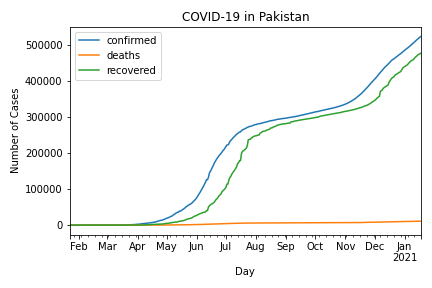 COVID-19 in Pakistan
confirmed
deaths
recovered
Number of Cases
500000
400000
300000
200000
100000
0
Feb Mar Apr May Jun Jul Aug Sep Oct Nov Dec Jan
2021
Day